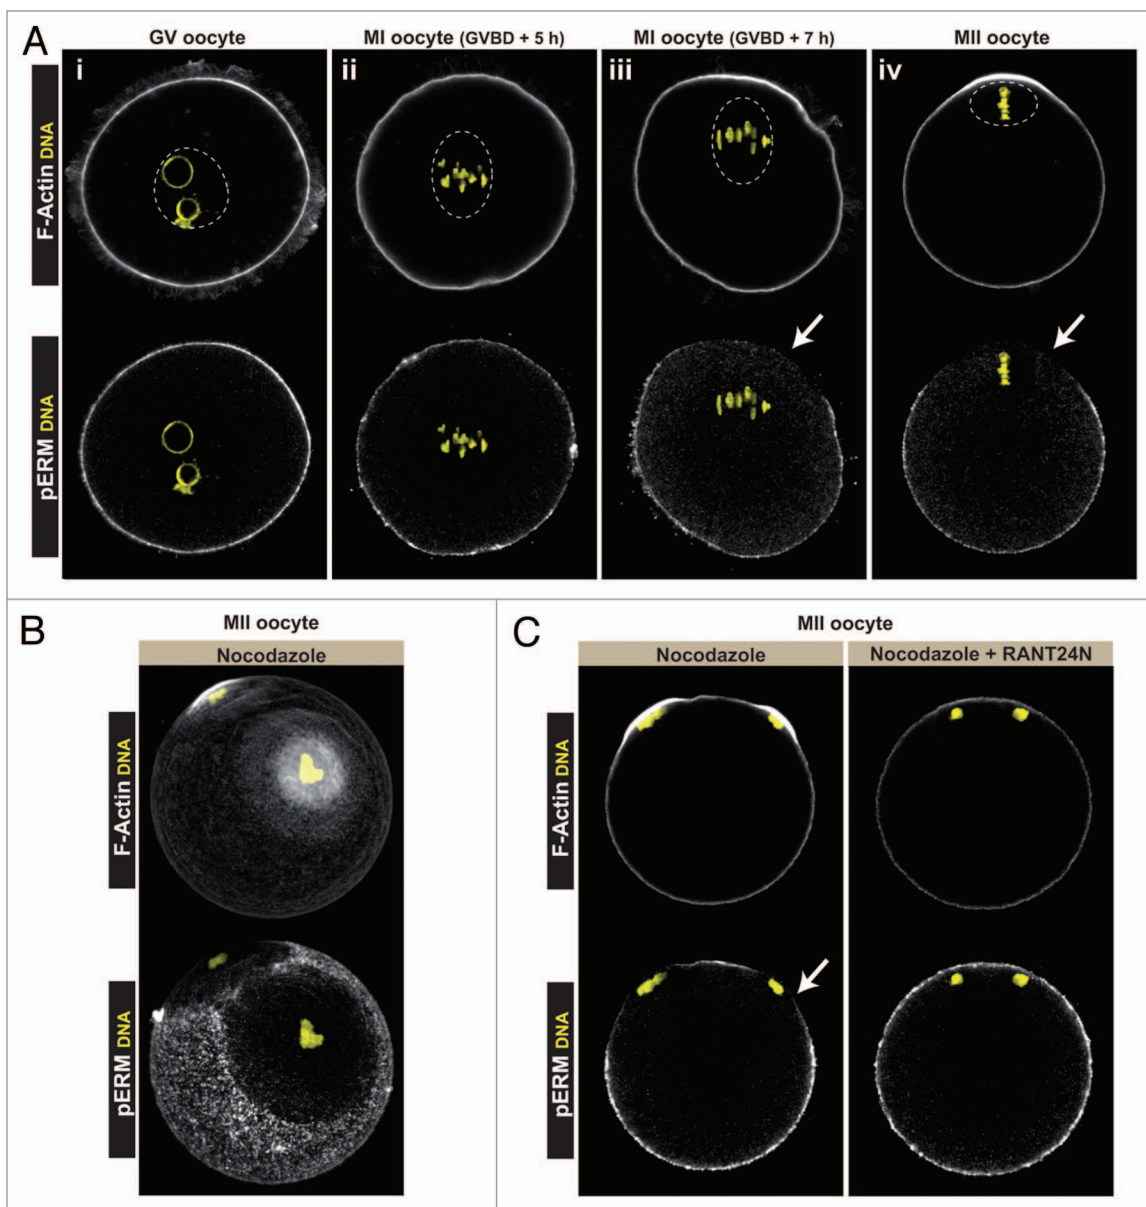 A
GV oocyte
MI oocyte (GVBD + 5 h)
MI oocyte (GVBD + 7 h)
MII oocyte
i
ii
iii
iv
F-Actin DNA
pERM DNA
B
MII oocyte
Nocodazole
F-Actin DNA
pERM DNA
C
MII oocyte
Nocodazole
Nocodazole + RANT24N
F-Actin DNA
pERM DNA